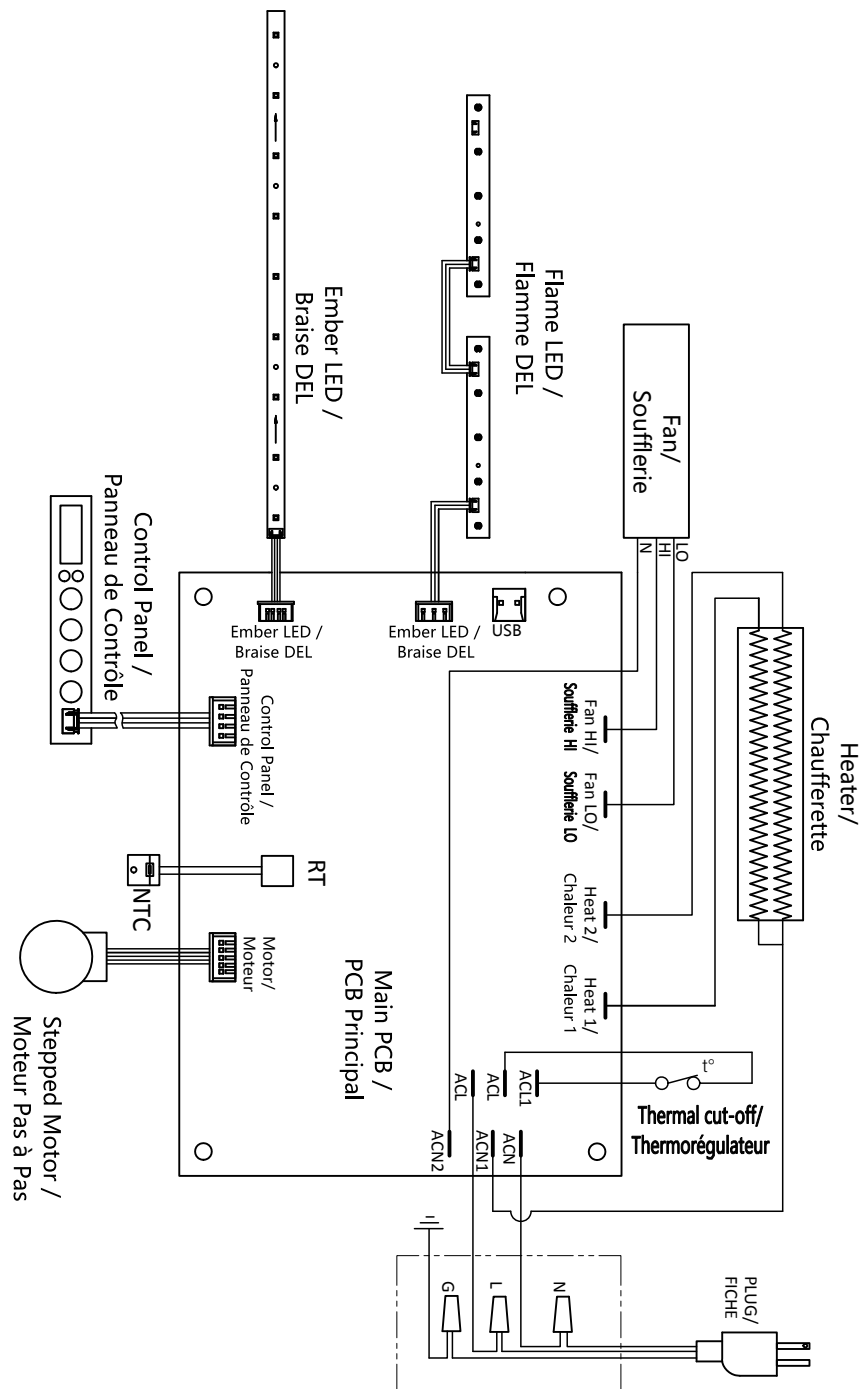 Ember LED /
Braise DEL
Flame LED /
Flamme DEL
Fan/
Soufflerie
N
HI
LO
Heater/
Chaufferette
Control Panel /
Panneau de Contrôle
Ember LED /
Braise DEL
Ember LED /
Braise DEL
USB
Control Panel /
Panneau de Contrôle
Fan HI/
Soufflerie HI
Fan LO/
Soufflerie LO
Heat 2/
Chaleur 2
Heat 1/
Chaleur 1
RT
NTC
Motor/
Moteur
Main PCB /
PCB Principal
Stepped Motor /
Moteur Pas à Pas
ACL
ACL
ACL1
t°
Thermal cut-off/
Thermorégulateur
ACN2
ACN1
ACN
G
L
N
PLUG/
FICHE